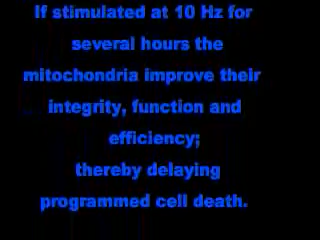 If stimulated at 10 Hz for
several hours the
mitochondria improve their
integrity, function and
efficiency;
thereby delaying
programmed cell death.